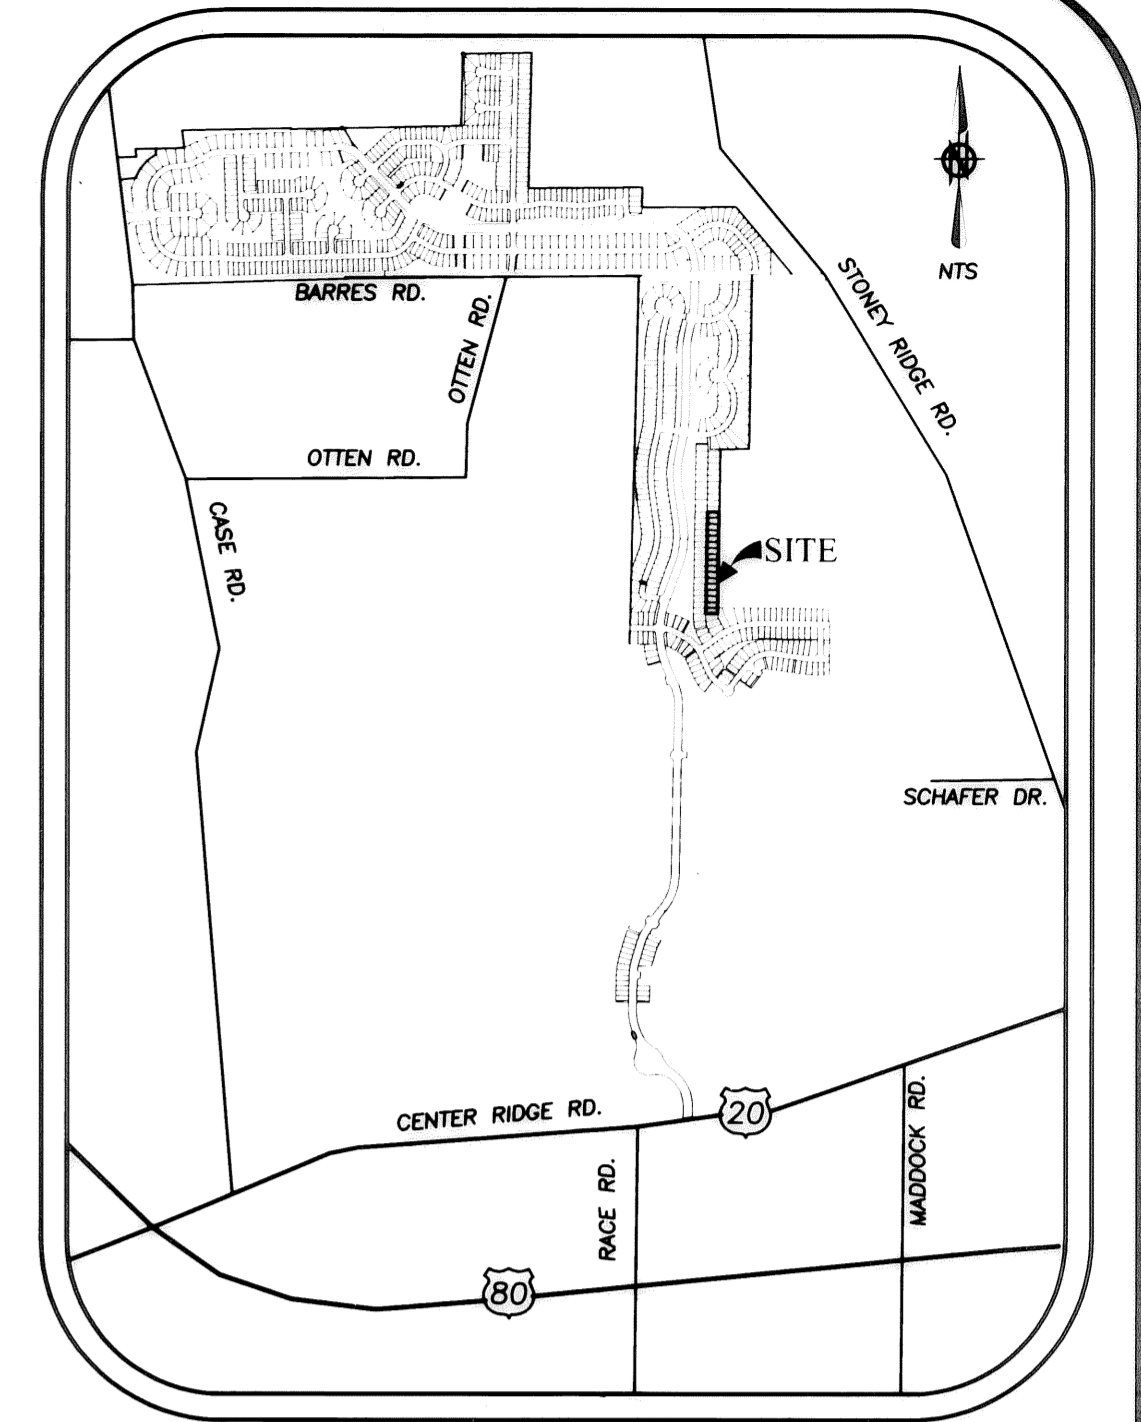 N
NTS
BARRES RD.
OTTEN RD.
STONEY RIDGE RD.
OTTEN RD.
CASE RD.
SITE
SCHAFER DR.
CENTER RIDGE RD.
20
RACE RD.
MADDOCK RD.
80